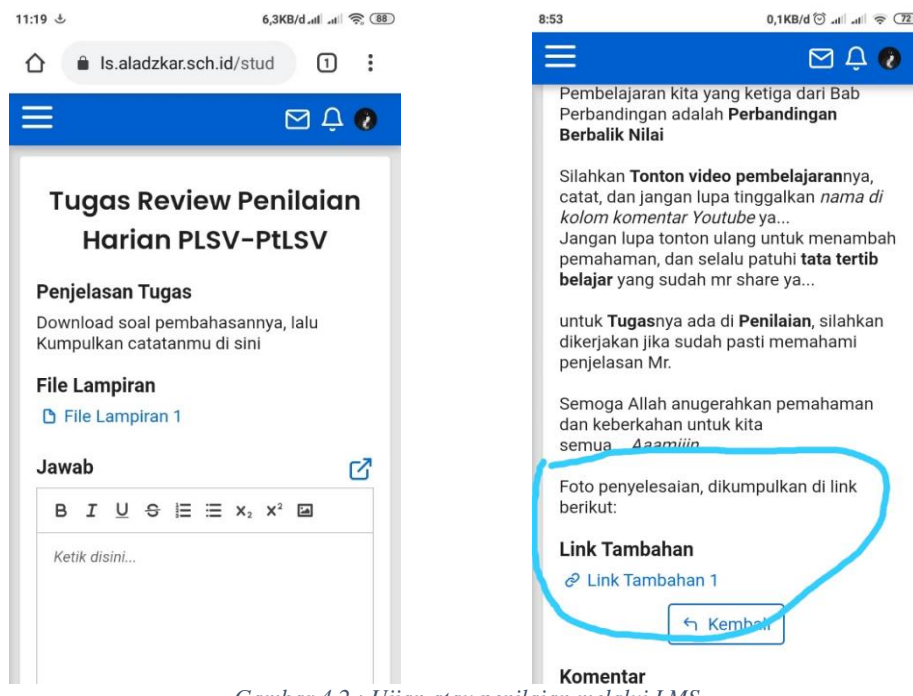 11:19
6,3KB/d
88
ls.aladzkar.sch.id/stud
1
Tugas Review Penilaian
Harian PLSV-PtLSV
Penjelasan Tugas
Download soal pembahasannya, lalu
Kumpulkan catatanmu di sini
File Lampiran
File Lampiran 1
Jawab
B I U S x₂ x²
Ketik disini...
8:53
0,1KB/d
72
Pembelajaran kita yang ketiga dari Bab
Perbandingan adalah Perbandingan
Berbalik Nilai
Silahkan Tonton video pembelajarannya,
catat, dan jangan lupa tinggalkan nama di
kolom komentar Youtube ya...
Jangan lupa tonton ulang untuk menambah
pemahaman, dan selalu patuhi tata tertib
belajar yang sudah mr share ya...
untuk Tugasnya ada di Penilaian, silahkan
dikerjakan jika sudah pasti memahami
penjelasan Mr.
Semoga Allah anugerahkan pemahaman
dan keberkahan untuk kita
semua... Aaamiiin
Foto penyelesaian, dikumpulkan di link
berikut:
Link Tambahan
Link Tambahan 1
Kembali
Komentar
Gambar 4.2 : Ujian atau penilaian melalui LMS